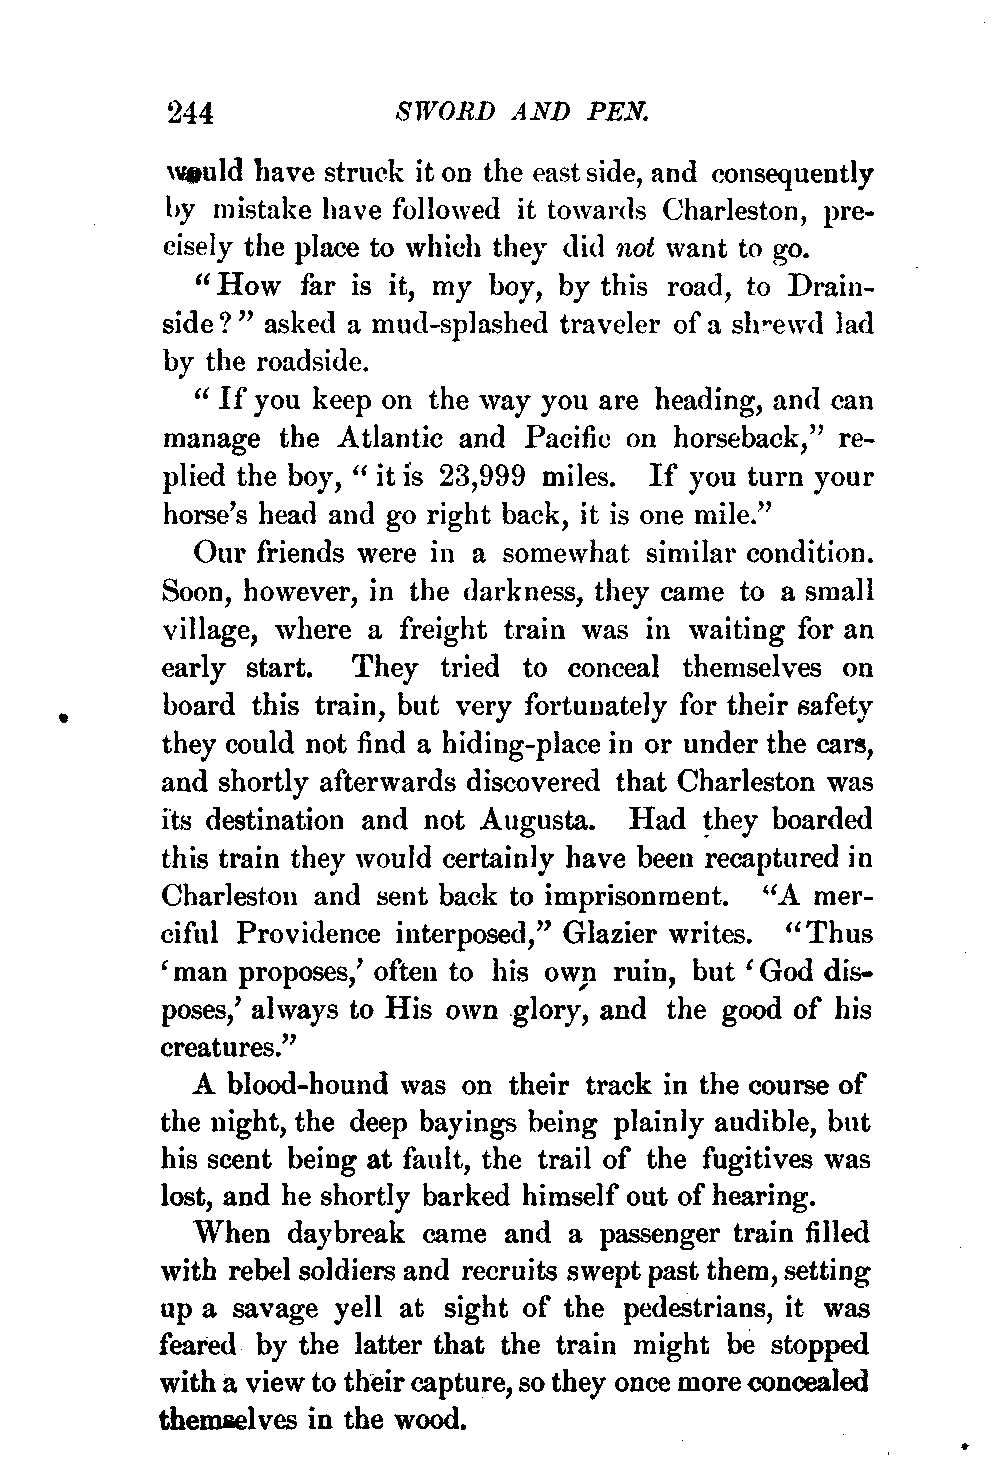 244 SWORD AND PEN.
would have struck it on the east side, and consequently
by mistake have followed it towards Charleston, pre-
cisely the place to which they did not want to go.
"How far is it, my boy, by this road, to Drain-
side?" asked a mud-splashed traveler of a shrewd lad
by the roadside.
"If you keep on the way you are heading, and can
manage the Atlantic and Pacific on horseback," re-
plied the boy, "it is 23,999 miles. If you turn your
horse's head and go right back, it is one mile."
Our friends were in a somewhat similar condition.
Soon, however, in the darkness, they came to a small
village, where a freight train was in waiting for an
early start. They tried to conceal themselves on
board this train, but very fortunately for their safety
they could not find a hiding-place in or under the cars,
and shortly afterwards discovered that Charleston was
its destination and not Augusta. Had they boarded
this train they would certainly have been recaptured in
Charleston and sent back to imprisonment. "A mer-
ciful Providence interposed," Glazier writes. "Thus
'man proposes,' often to his own ruin, but 'God dis-
poses,' always to His own glory, and the good of his
creatures."
A blood-hound was on their track in the course of
the night, the deep bayings being plainly audible, but
his scent being at fault, the trail of the fugitives was
lost, and he shortly barked himself out of hearing.
When daybreak came and a passenger train filled
with rebel soldiers and recruits swept past them, setting
up a savage yell at sight of the pedestrians, it was
feared by the latter that the train might be stopped
with a view to their capture, so they once more concealed
themselves in the wood.